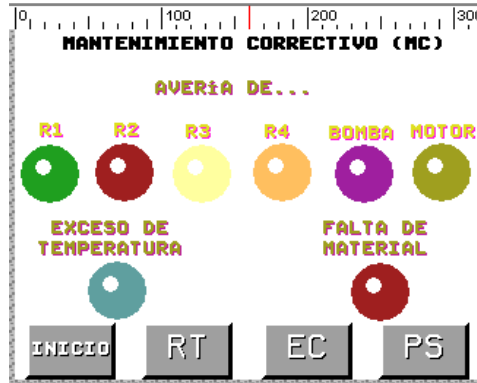 0 100 200 300
MANTENIMIENTO CORRECTIVO (MC)
AVERíA DE...
R1 R2 R3 R4 BOMBA MOTOR
EXCESO DE
TEMPERATURA
FALTA DE
MATERIAL
INICIO RT EC PS